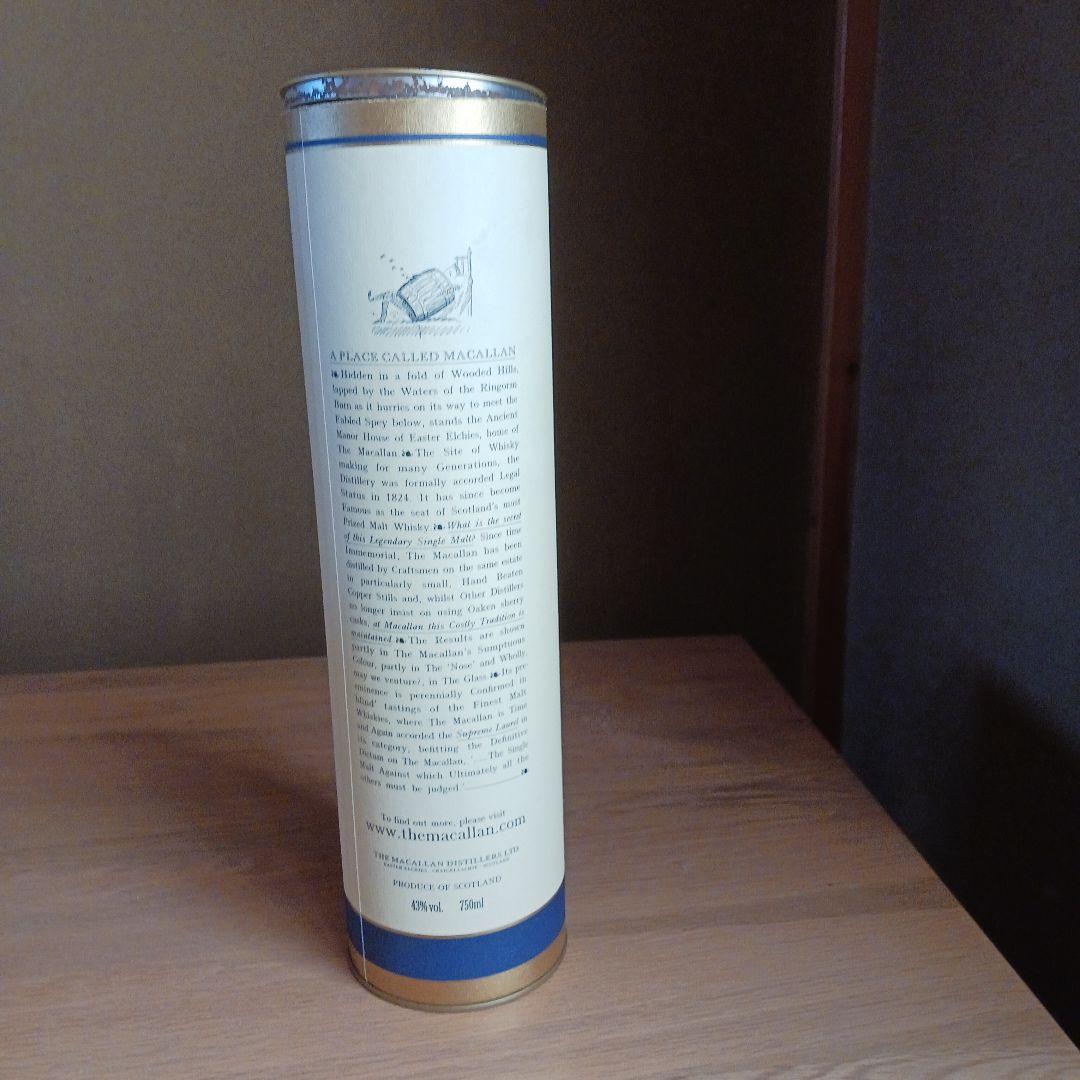 A PLACE CALLED MACALLAN
Hidden in a fold of Wooded Hills,
lapped by the Waters of the Ringorm
Burn as it hurries on its way to meet the
Fabled Spey below, stands the Ancient
Manor House of Easter Elchies, home of
The Macallan. The Site of Whisky
making for many Generations, the
Distillery was formally accorded Legal
Status in 1824. It has since become
Famous as the seat of Scotland's most
Prized Malt Whisky. What is the secret
of this Legendary Single Malt? Since time
Immemorial, The Macallan has been
distilled by Craftsmen on the same estate
in particularly small, Hand Beaten
Copper Stills and, whilst Other Distillers
no longer insist on using Oaken sherry
casks, at Macallan this Costly Tradition is
maintained. The Results are shown
partly in The Macallan's Sumptuous
Colour, partly in The 'Nose' and Wholly,
may we venture?, in The Glass. Its pre-
eminence is perennially Confirmed in
'blind' tastings of the Finest Malt
Whiskies, where The Macallan is Time
and Again accorded the Supreme Laurel in
its category, befitting the Definitive
Dictum on The Macallan, '—The Single
Malt Against which Ultimately all the
others must be judged.'
To find out more, please visit
www.themacallan.com
THE MACALLAN DISTILLERS LTD
EASTER ELCHIES · CRAIGELLACHIE · SCOTLAND
PRODUCE OF SCOTLAND
43% vol. 750ml